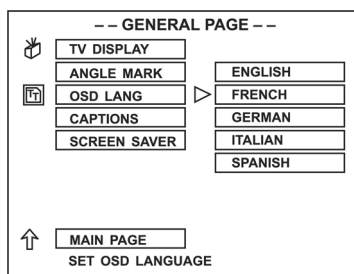 -- GENERAL PAGE --
TV DISPLAY
ANGLE MARK
OSD LANG
CAPTIONS
SCREEN SAVER
ENGLISH
FRENCH
GERMAN
ITALIAN
SPANISH
MAIN PAGE
SET OSD LANGUAGE